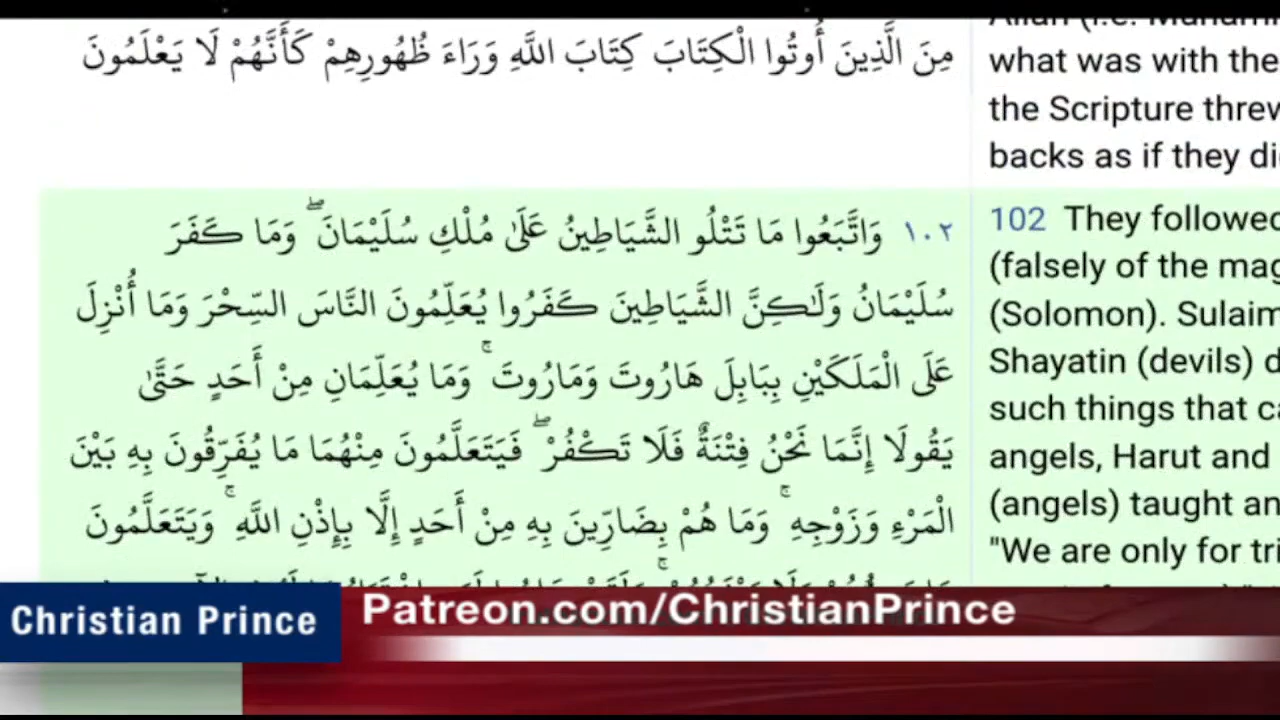 مِنَ الَّذِينَ أُوتُوا الْكِتَابَ كِتَابَ اللَّهِ وَرَاءَ ظُهُورِهِمْ كَأَنَّهُمْ لَا يَعْلَمُونَ
what was with the
the Scripture threw
backs as if they di
١٠٢ وَاتَّبَعُوا مَا تَتْلُو الشَّيَاطِينُ عَلَىٰ مُلْكِ سُلَيْمَانَ ۖ وَمَا كَفَرَ
سُلَيْمَانُ وَلَٰكِنَّ الشَّيَاطِينَ كَفَرُوا يُعَلِّمُونَ النَّاسَ السِّحْرَ وَمَا أُنْزِلَ
عَلَى الْمَلَكَيْنِ بِبَابِلَ هَارُوتَ وَمَارُوتَ ۚ وَمَا يُعَلِّمَانِ مِنْ أَحَدٍ حَتَّىٰ
يَقُولَا إِنَّمَا نَحْنُ فِتْنَةٌ فَلَا تَكْفُرْ ۖ فَيَتَعَلَّمُونَ مِنْهُمَا مَا يُفَرِّقُونَ بِهِ بَيْنَ
الْمَرْءِ وَزَوْجِهِ ۚ وَمَا هُمْ بِضَارِّينَ بِهِ مِنْ أَحَدٍ إِلَّا بِإِذْنِ اللَّهِ ۚ وَيَتَعَلَّمُونَ
102 They followed
(falsely of the mag
(Solomon). Sulaim
Shayatin (devils) d
such things that ca
angels, Harut and
(angels) taught an
"We are only for tri
Christian Prince
Patreon.com/ChristianPrince